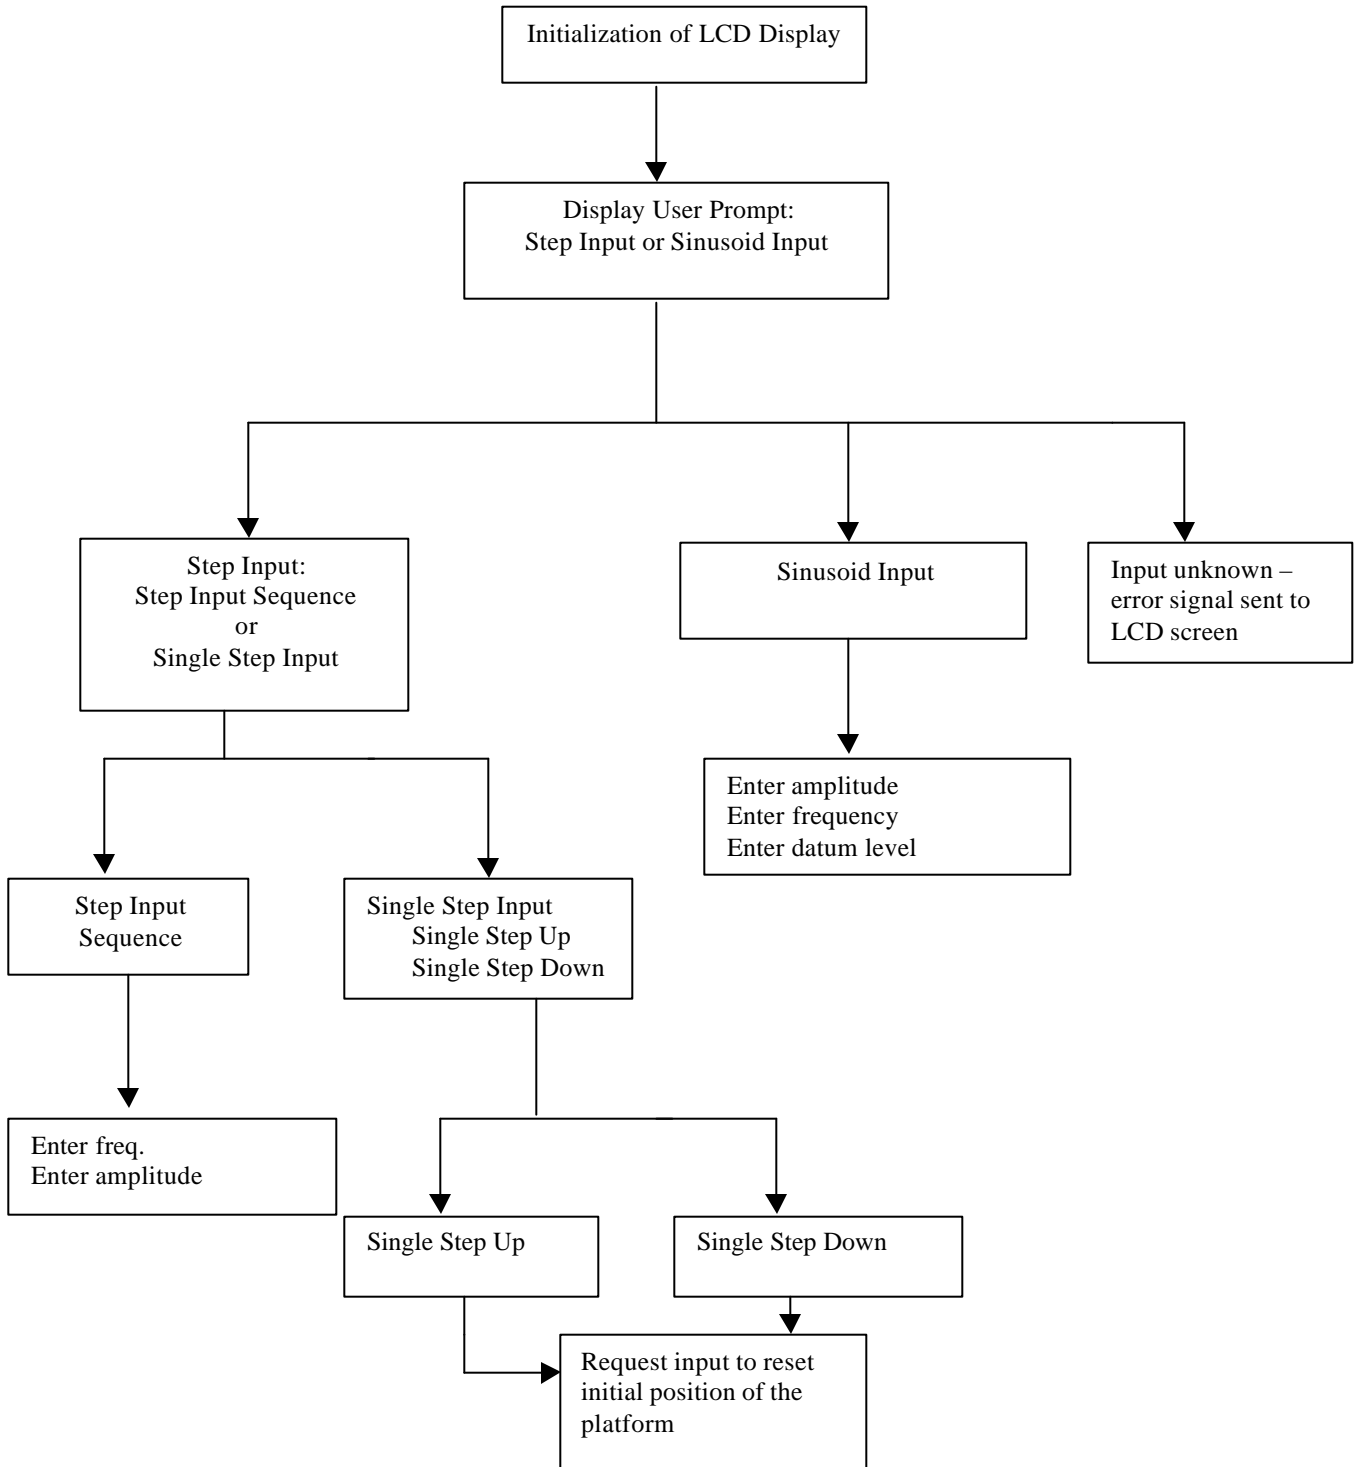 Initialization of LCD Display
Display User Prompt:
Step Input or Sinusoid Input
Step Input:
Step Input Sequence
or
Single Step Input
Sinusoid Input
Input unknown –
error signal sent to
LCD screen
Enter amplitude
Enter frequency
Enter datum level
Step Input
Sequence
Single Step Input
Single Step Up
Single Step Down
Enter freq.
Enter amplitude
Single Step Up
Single Step Down
Request input to reset
initial position of the
platform